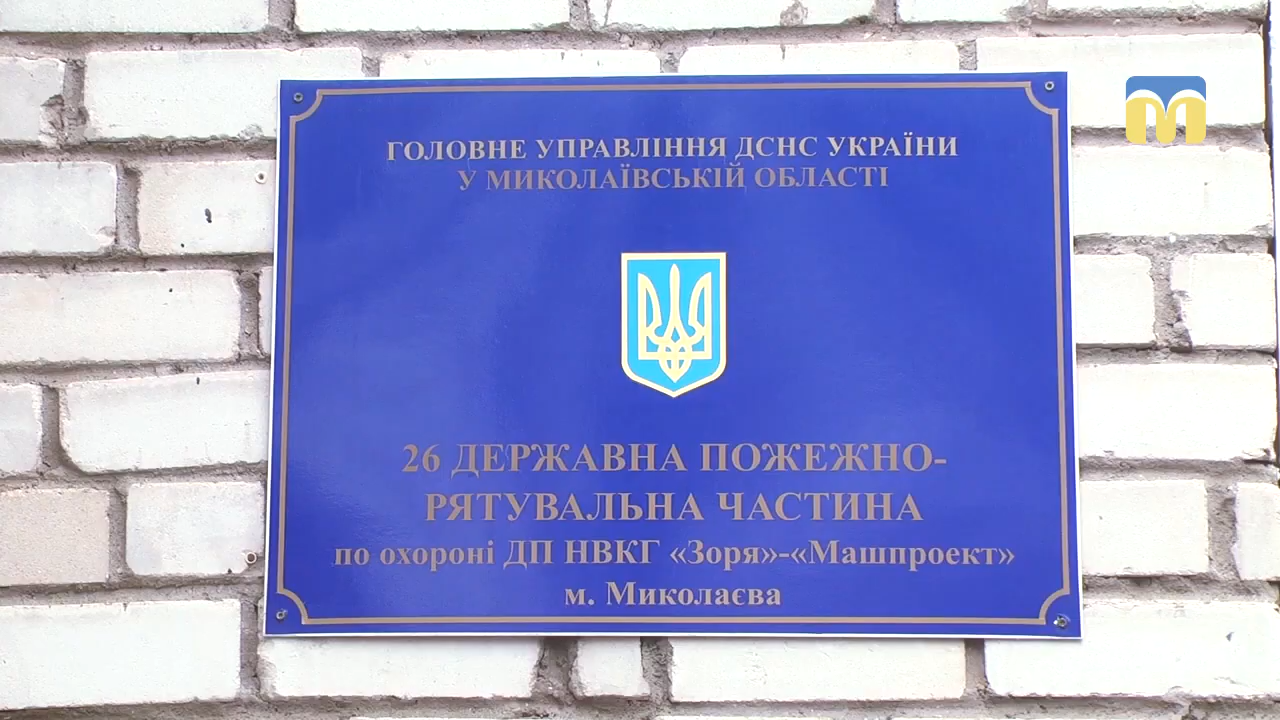 ГОЛОВНЕ УПРАВЛІННЯ ДСНС УКРАЇНИ
У МИКОЛАЇВСЬКІЙ ОБЛАСТІ
26 ДЕРЖАВНА ПОЖЕЖНО-
РЯТУВАЛЬНА ЧАСТИНА
по охороні ДП НВКГ «Зоря»-«Машпроект»
м. Миколаєва